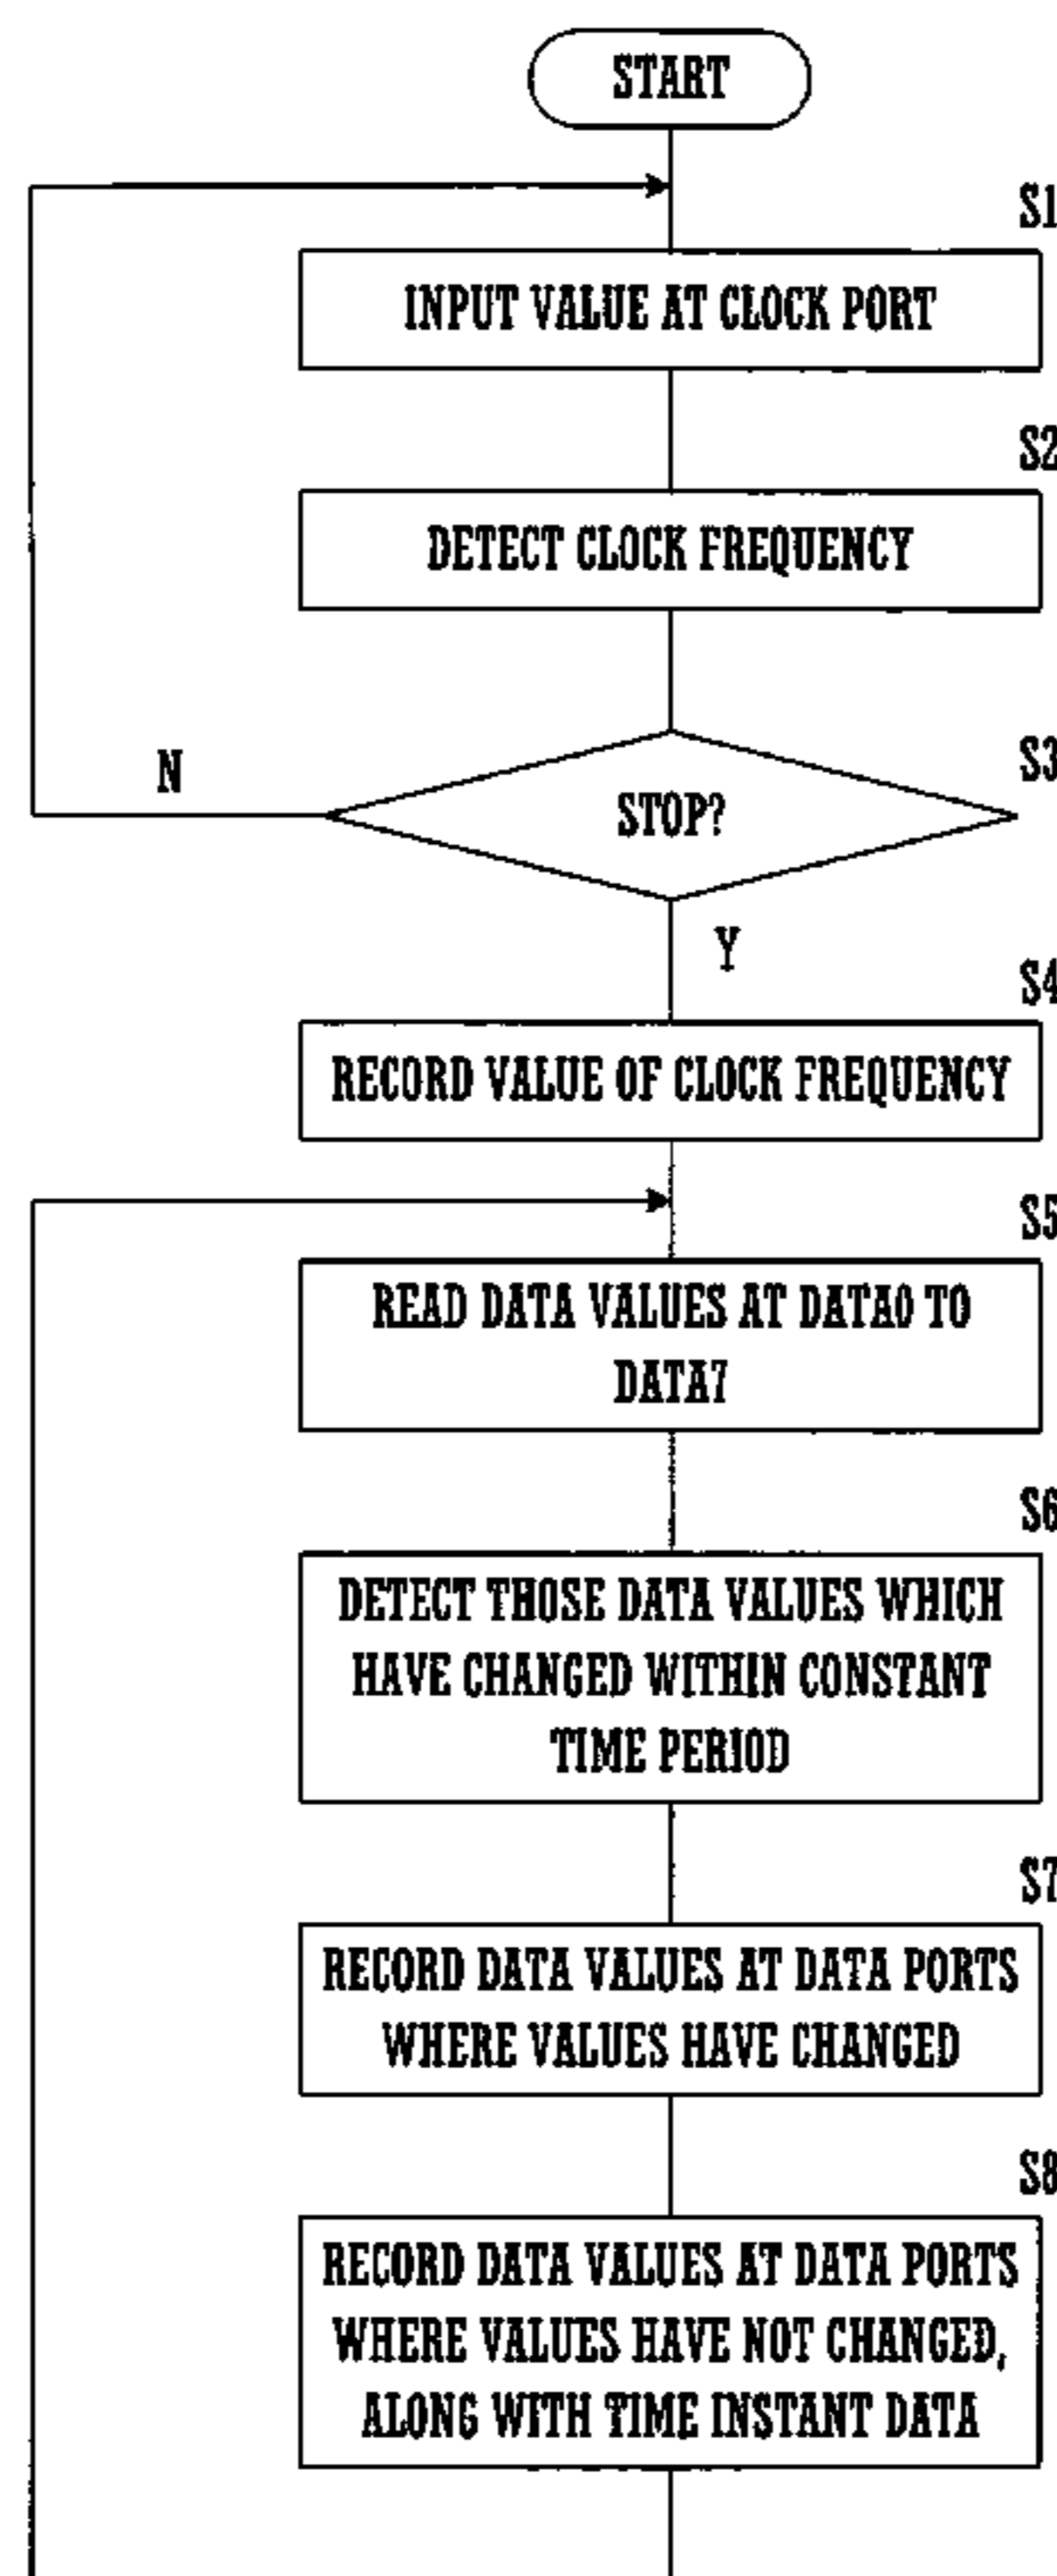 START
S1
INPUT VALUE AT CLOCK PORT
S2
DETECT CLOCK FREQUENCY
S3
N
STOP?
Y
S4
RECORD VALUE OF CLOCK FREQUENCY
S5
READ DATA VALUES AT DATA0 TO
DATA7
S6
DETECT THOSE DATA VALUES WHICH
HAVE CHANGED WITHIN CONSTANT
TIME PERIOD
S7
RECORD DATA VALUES AT DATA PORTS
WHERE VALUES HAVE CHANGED
S8
RECORD DATA VALUES AT DATA PORTS
WHERE VALUES HAVE NOT CHANGED,
ALONG WITH TIME INSTANT DATA